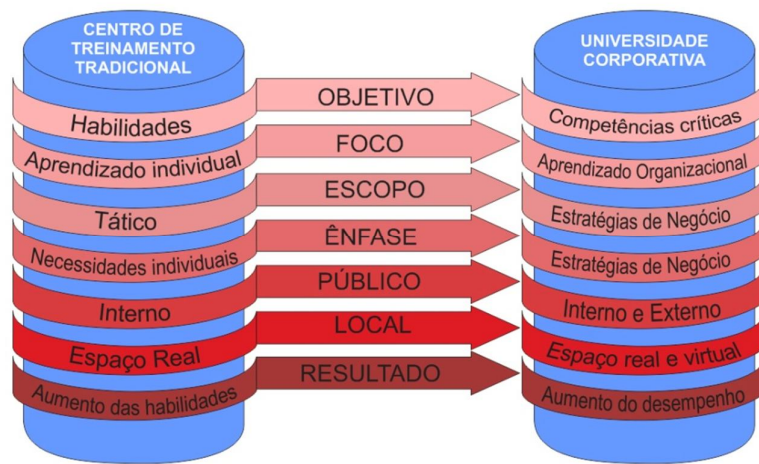 CENTRO DE
TREINAMENTO
TRADICIONAL
UNIVERSIDADE
CORPORATIVA
Habilidades
OBJETIVO
Competências críticas
Aprendizado individual
FOCO
Aprendizado Organizacional
Tático
ESCOPO
Estratégias de Negócio
Necessidades individuais
ÊNFASE
Estratégias de Negócio
Interno
PÚBLICO
Interno e Externo
Espaço Real
LOCAL
Espaço real e virtual
Aumento das habilidades
RESULTADO
Aumento do desempenho